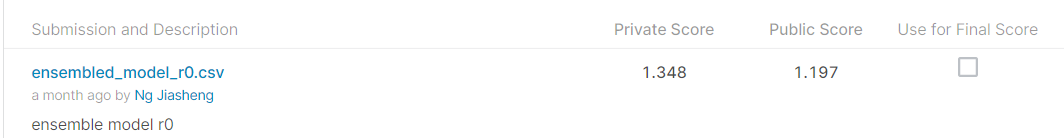 Submission and Description Private Score Public Score Use for Final Score
ensembled_model_r0.csv 1.348 1.197
a month ago by Ng Jiasheng
ensemble model r0